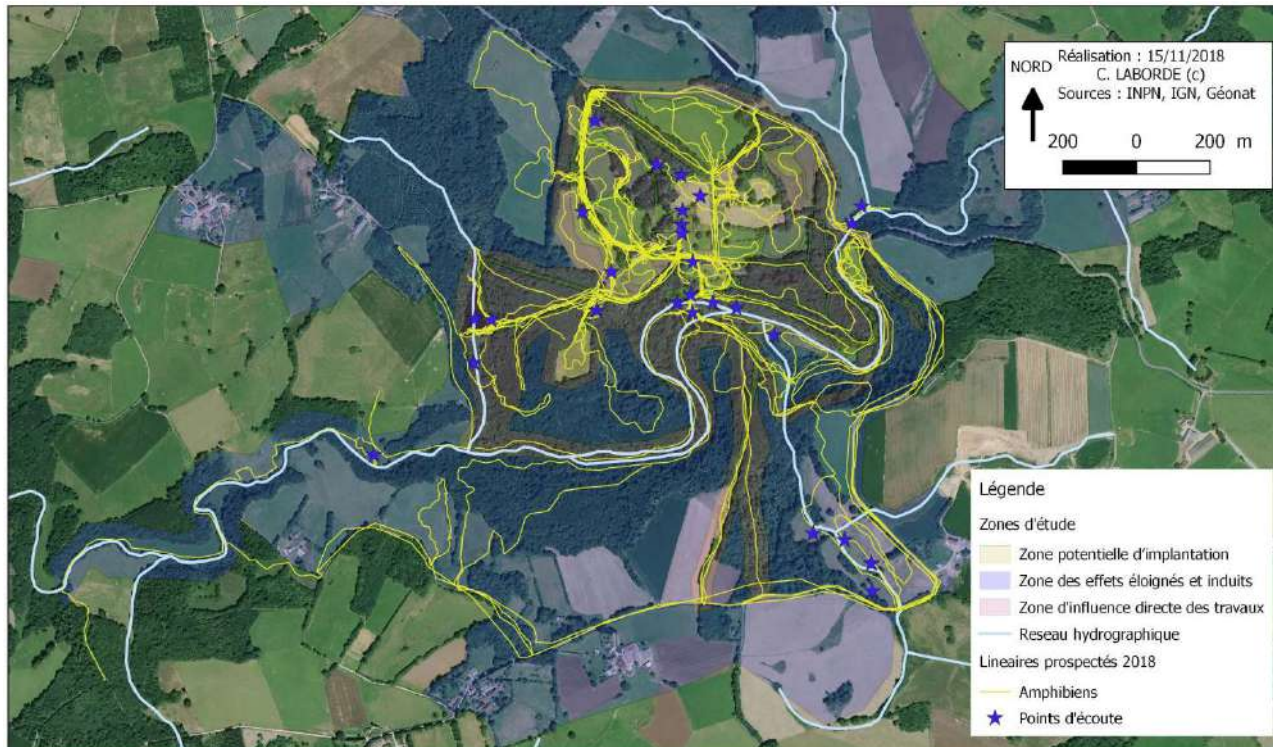 Réalisation : 15/11/2018
NORD
C. LABORDE (c)
Sources : INPN, IGN, Géonat
200 0 200 m
Légende
Zones d'étude
Zone potentielle d'implantation
Zone des effets éloignés et induits
Zone d'influence directe des travaux
Reseau hydrographique
Lineaires prospectés 2018
Amphibiens
Points d'écoute